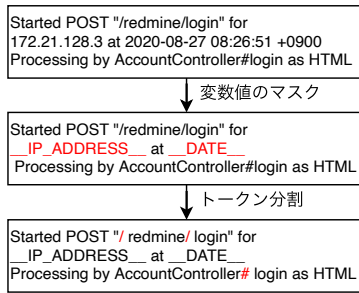 Started POST "/redmine/login" for
172.21.128.3 at 2020-08-27 08:26:51 +0900
Processing by AccountController#login as HTML
変数値のマスク
Started POST "/redmine/login" for
__IP_ADDRESS__ at __DATE__
Processing by AccountController#login as HTML
トークン分割
Started POST "/ redmine/ login" for
__IP_ADDRESS__ at __DATE__
Processing by AccountController# login as HTML